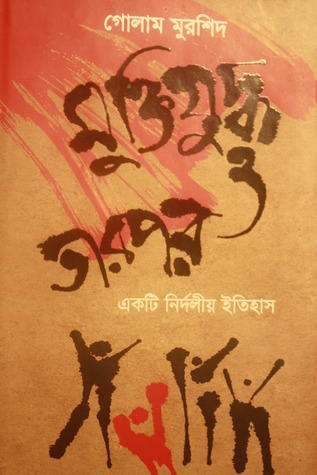 গোলাম মুরশিদ
মুক্তিযুদ্ধ
ও
তারপর
একটি নির্দলীয় ইতিহাস